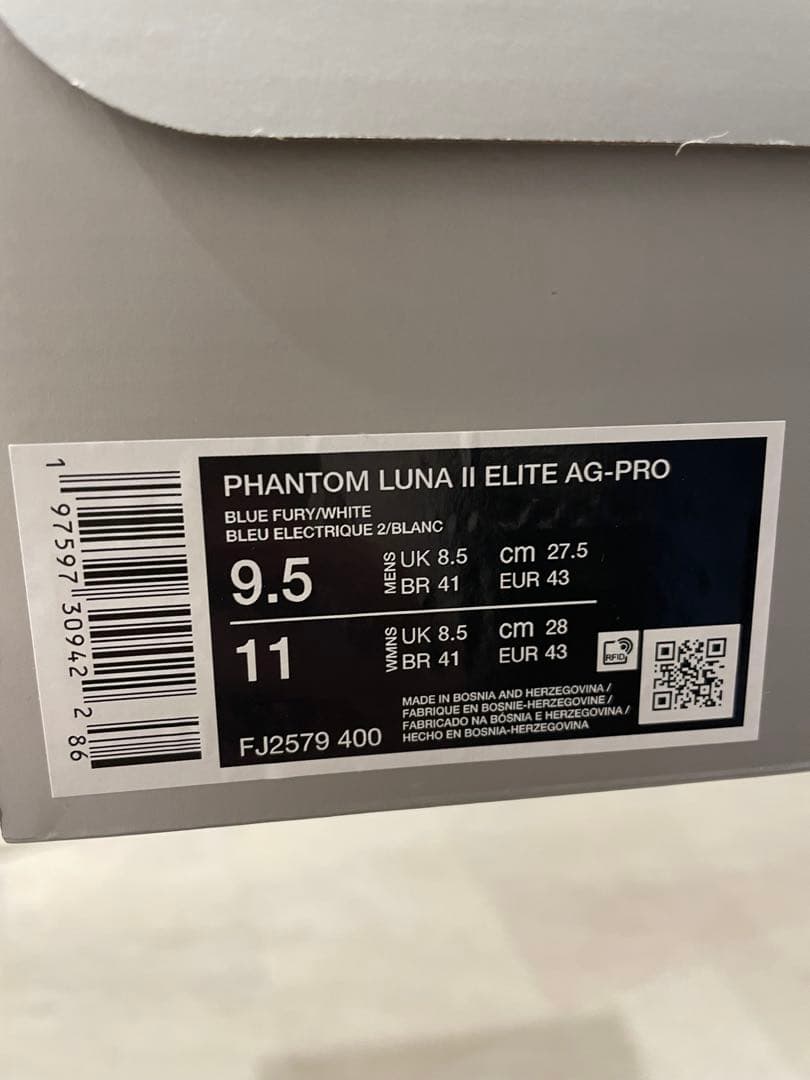 1 97597 30942 2 86
PHANTOM LUNA II ELITE AG-PRO
BLUE FURY/WHITE
BLEU ELECTRIQUE 2/BLANC
9.5 MENS UK 8.5 cm 27.5
BR 41 EUR 43
11 WMNS UK 8.5 cm 28
BR 41 EUR 43
RFID
FJ2579 400
MADE IN BOSNIA AND HERZEGOVINA /
FABRIQUE EN BOSNIE-HERZEGOVINE /
FABRICADO NA BÓSNIA E HERZEGOVINA /
HECHO EN BOSNIA-HERZEGOVINA